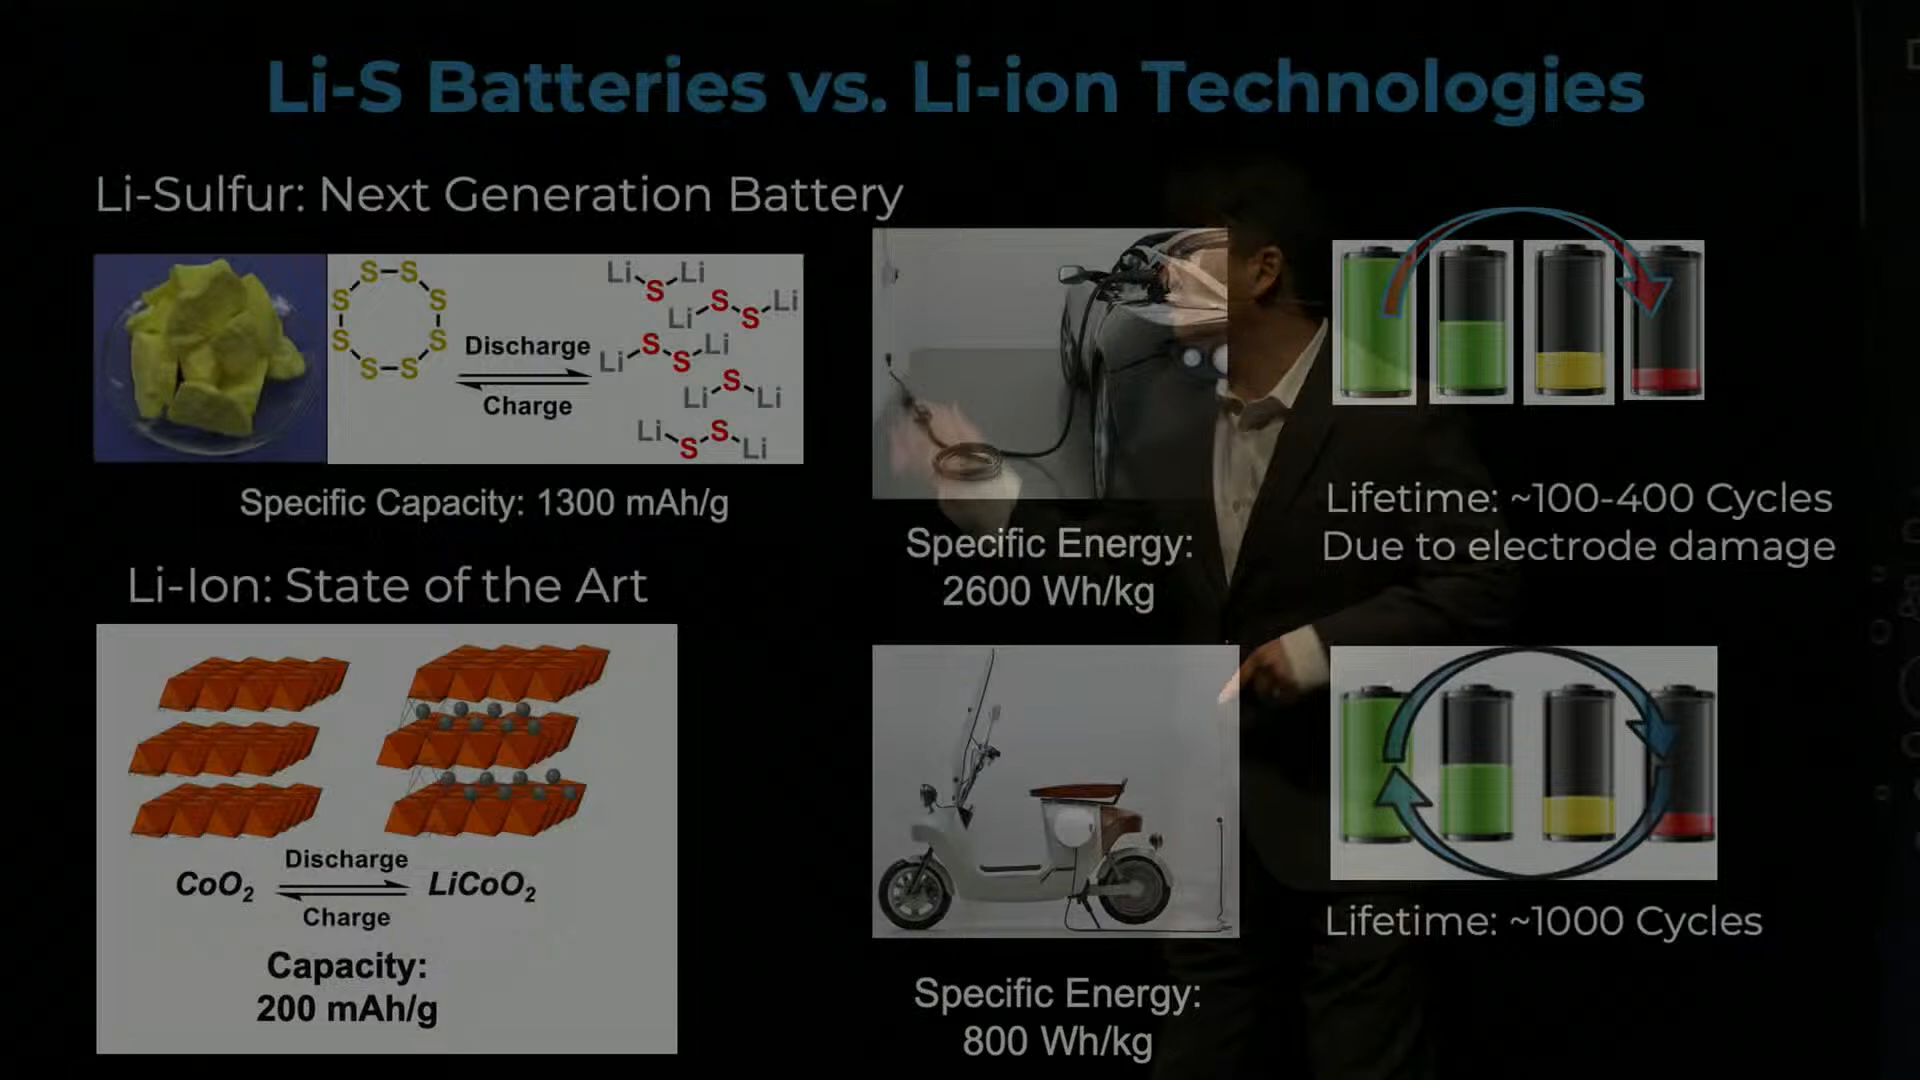 Li-S Batteries vs. Li-ion Technologies
Li-Sulfur: Next Generation Battery
S S
S S
S S
S S
Discharge
Charge
Li S Li
Li S S Li
Li S S Li
Li S Li
Li S S Li
Specific Capacity: 1300 mAh/g
Specific Energy:
2600 Wh/kg
Lifetime: ~100-400 Cycles
Due to electrode damage
Li-Ion: State of the Art
CoO₂
Discharge
Charge
LiCoO₂
Capacity:
200 mAh/g
Specific Energy:
800 Wh/kg
Lifetime: ~1000 Cycles